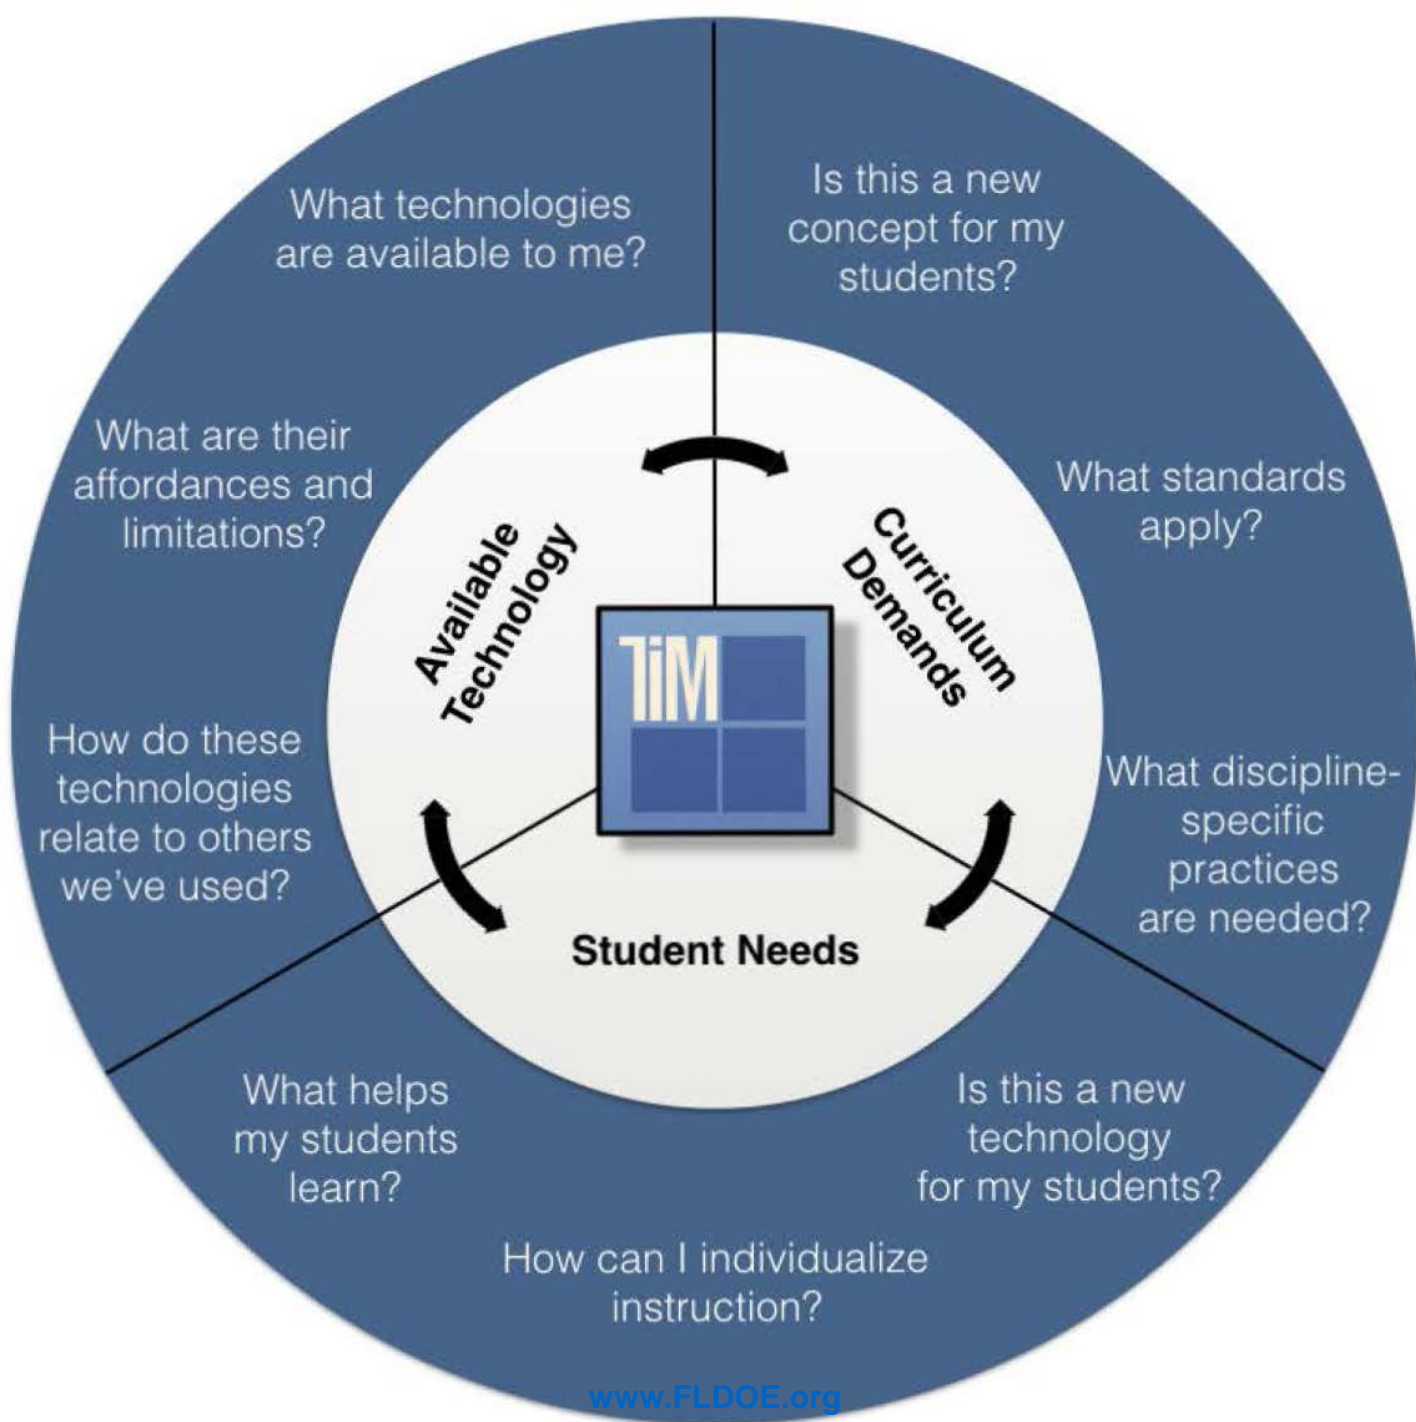 What technologies
are available to me?
Is this a new
concept for my
students?
What are their
affordances and
limitations?
What standards
apply?
Available
Technology
Curriculum
Demands
TiM
How do these
technologies
relate to others
we've used?
What discipline-
specific
practices
are needed?
Student Needs
What helps
my students
learn?
Is this a new
technology
for my students?
How can I individualize
instruction?
www.FLDOE.org